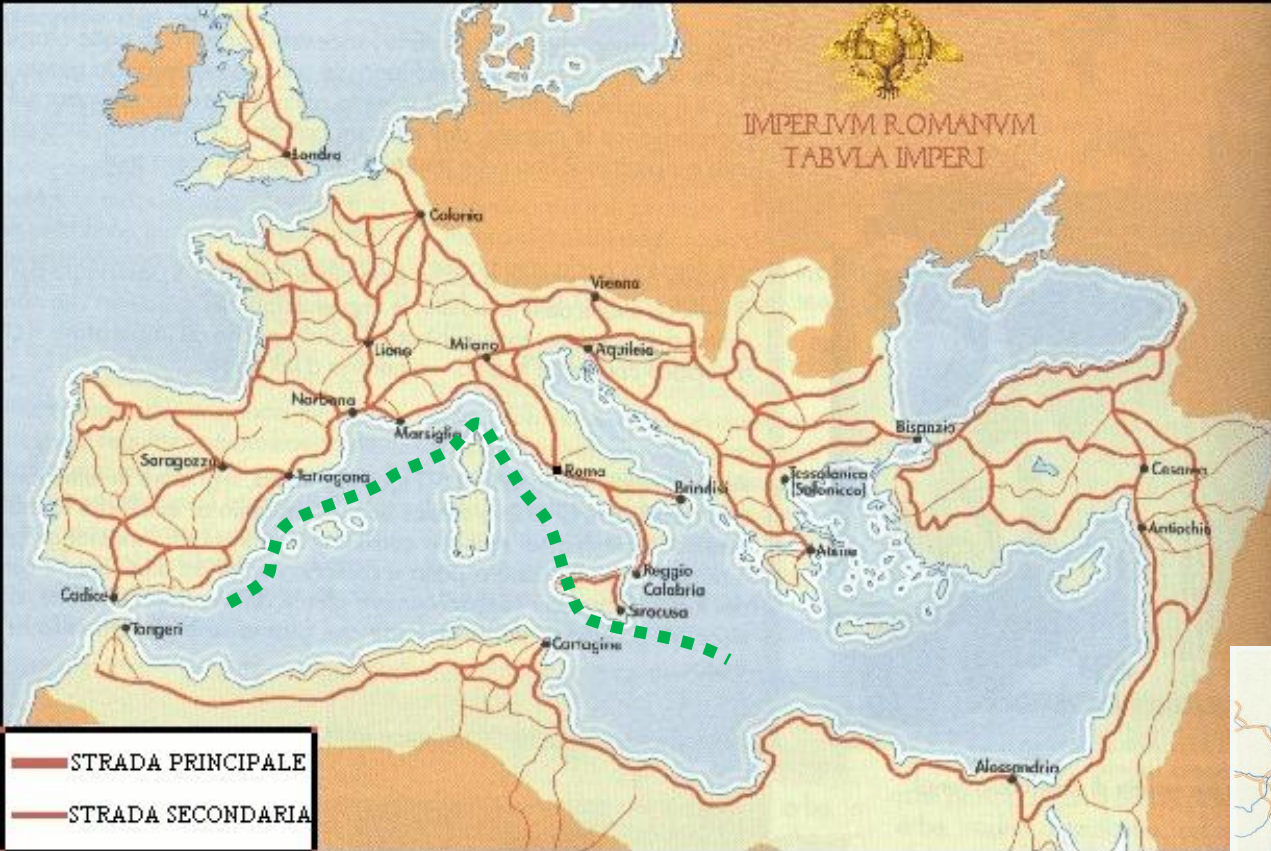 IMPERIVM ROMANVM
TABVLA IMPERI
Londra
Colonia
Vienna
Lione
Milano
Aquileia
Narbona
Marsiglia
Bisanzio
Saragozza
Tarragona
Roma
Brindisi
Tessalonica
(Salonicco)
Cesarea
Antiochia
Atene
Cadice
Reggio
Calabria
Siracusa
Tangeri
Cartagine
Alessandria
STRADA PRINCIPALE
STRADA SECONDARIA